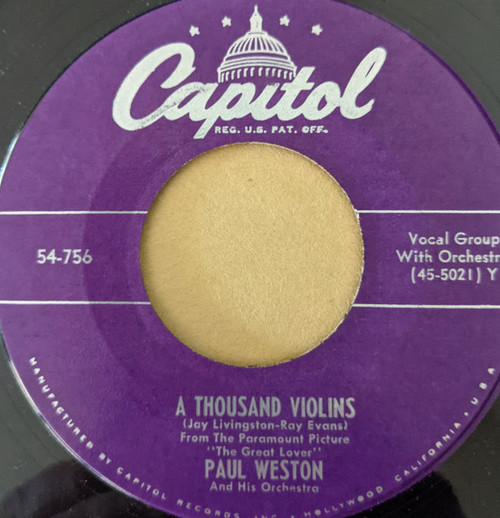 Capitol
REG. U.S. PAT. OFF.
54-756
Vocal Group
With Orchestr
(45-5021) Y
A THOUSAND VIOLINS
(Jay Livingston-Ray Evans)
From The Paramount Picture
"The Great Lover"
PAUL WESTON
And His Orchestra
MANUFACTURED BY CAPITOL RECORDS, INC • HOLLYWOOD CALIFORNIA, • U S A